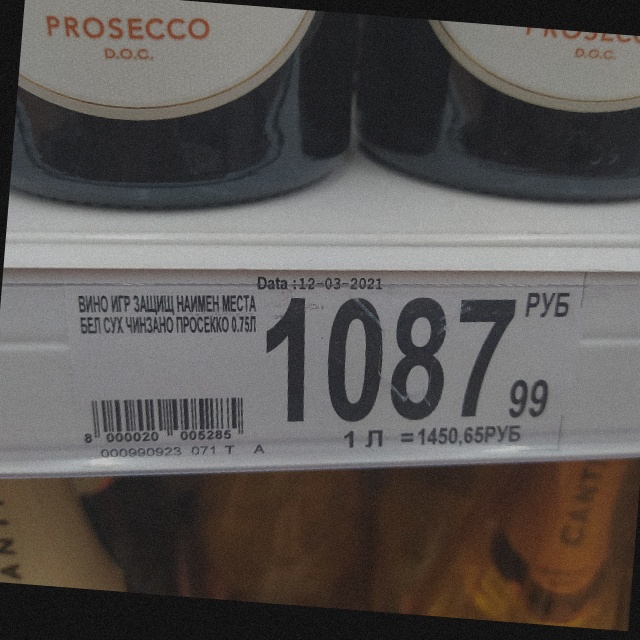 PROSECCO
D.O.C.
PROSECCO
D.O.C.
Data :12-03-2021
ВИНО ИГР ЗАЩИЩ НАИМЕН МЕСТА
БЕЛ СУХ ЧИНЗАНО ПРОСЕККО 0.75Л
1087 99 РУБ
8 000020 005285
1 Л =1450,65РУБ
000990923 071 Т А